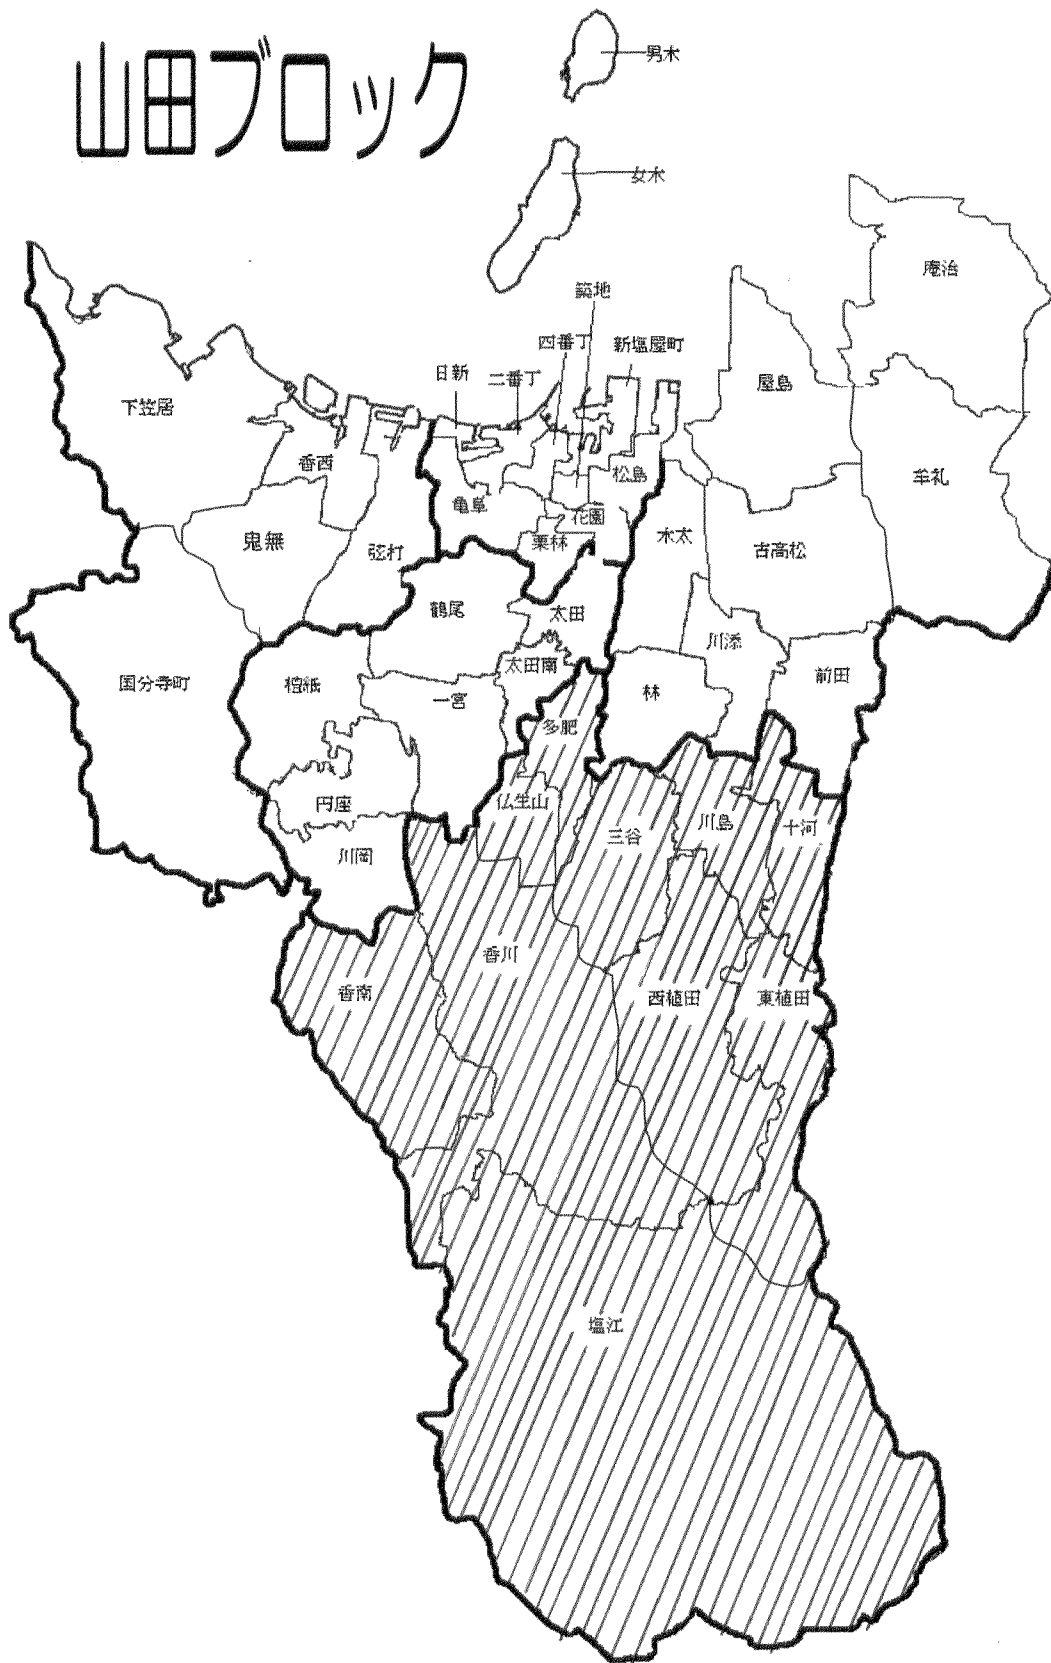 山田ブロック
男木
女木
庵治
築地
四番丁
新塩屋町
日新
二番丁
屋島
下笠居
香西
松島
牟礼
亀阜
花園
鬼無
弦打
栗林
木太
古高松
鶴尾
太田
川添
太田南
前田
国分寺町
檀紙
一宮
林
多肥
円座
仏生山
三谷
川島
十河
川岡
香川
香南
西植田
東植田
塩江